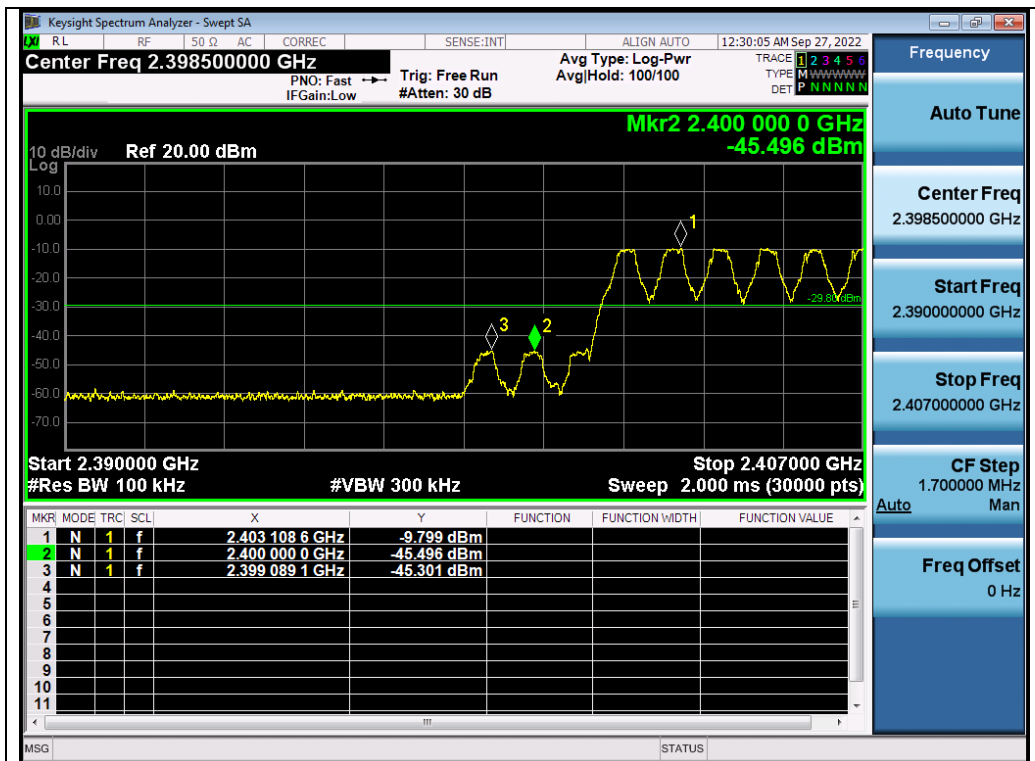 Keysight Spectrum Analyzer - Swept SA
LXI RL RF 50 Ω AC CORREC SENSE:INT ALIGN AUTO 12:30:05 AM Sep 27, 2022
Center Freq 2.398500000 GHz
PNO: Fast
IFGain:Low
Trig: Free Run
#Atten: 30 dB
Avg Type: Log-Pwr
Avg|Hold: 100/100
TRACE 1 2 3 4 5 6
TYPE M W W W W W
DET P N N N N N
Mkr2 2.400 000 0 GHz
-45.496 dBm
10 dB/div Ref 20.00 dBm
Log
10.0
0.00
-10.0
-20.0
-30.0
-40.0
-50.0
-60.0
-70.0
1
2
3
Start 2.390000 GHz Stop 2.407000 GHz
#Res BW 100 kHz #VBW 300 kHz Sweep 2.000 ms (30000 pts)
MKR MODE TRC SCL X Y FUNCTION FUNCTION WIDTH FUNCTION VALUE
1 N 1 f 2.403 108 6 GHz -9.799 dBm
2 N 1 f 2.400 000 0 GHz -45.496 dBm
3 N 1 f 2.399 089 1 GHz -45.301 dBm
4
5
6
7
8
9
10
11
MSG STATUS
Frequency
Auto Tune
Center Freq
2.398500000 GHz
Start Freq
2.390000000 GHz
Stop Freq
2.407000000 GHz
CF Step
1.700000 MHz
Auto Man
Freq Offset
0 Hz